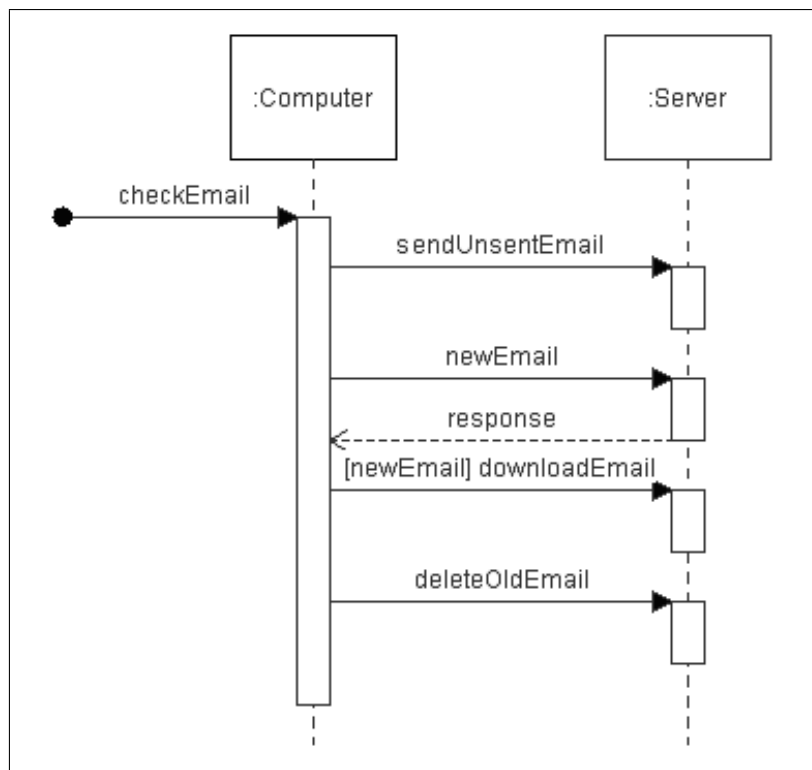 :Computer
:Server
checkEmail
sendUnsentEmail
newEmail
response
[newEmail] downloadEmail
deleteOldEmail